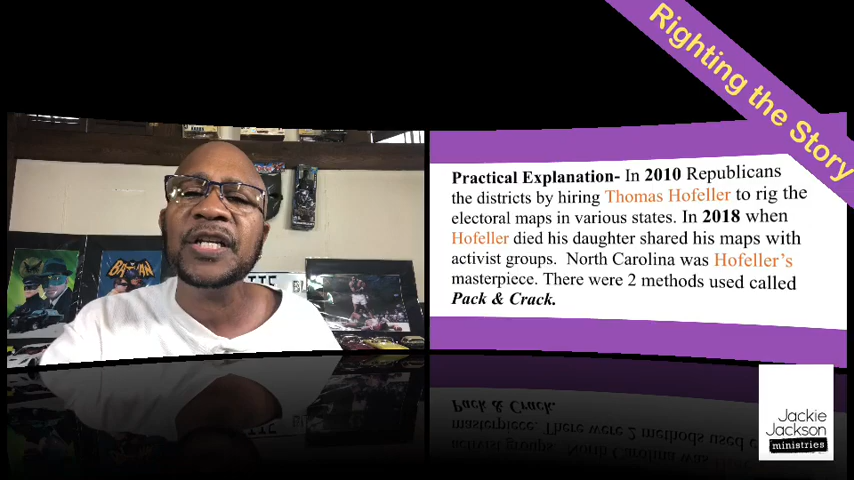 Righting the Story
Practical Explanation- In 2010 Republicans
the districts by hiring Thomas Hofeller to rig the
electoral maps in various states. In 2018 when
Hofeller died his daughter shared his maps with
activist groups. North Carolina was Hofeller's
masterpiece. There were 2 methods used called
Pack & Crack.
BATMAN
Jackie
Jackson
ministries